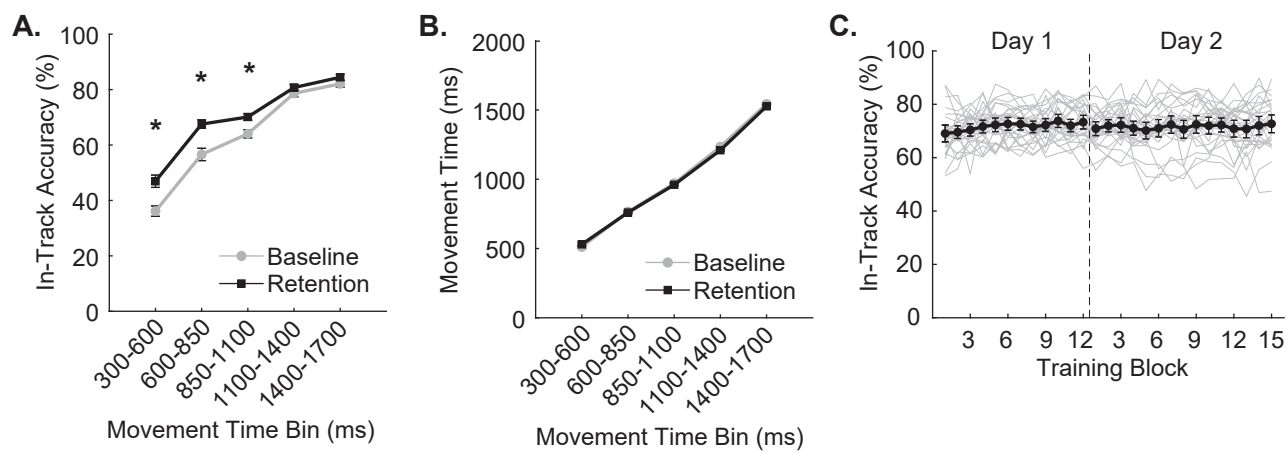 A.
In-Track Accuracy (%)
100
80
60
40
20
0
*
*
*
Baseline
Retention
300-600
600-850
850-1100
1100-1400
1400-1700
Movement Time Bin (ms)
B.
Movement Time (ms)
2000
1500
1000
500
0
Baseline
Retention
300-600
600-850
850-1100
1100-1400
1400-1700
Movement Time Bin (ms)
C.
Day 1
Day 2
In-Track Accuracy (%)
100
80
60
40
20
0
3 6 9 12 3 6 9 12 15
Training Block